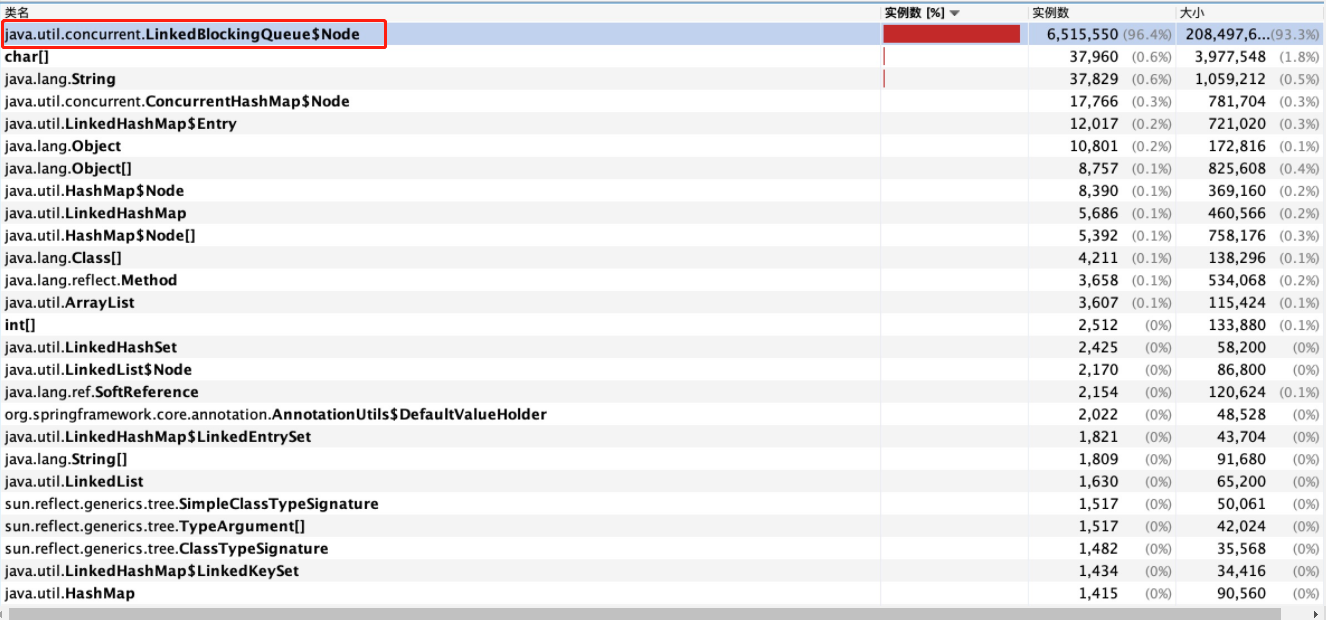 类名 实例数 [%] 实例数 大小
java.util.concurrent.LinkedBlockingQueue$Node 6,515,550 (96.4%) 208,497,6...(93.3%)
char[] 37,960 (0.6%) 3,977,548 (1.8%)
java.lang.String 37,829 (0.6%) 1,059,212 (0.5%)
java.util.concurrent.ConcurrentHashMap$Node 17,766 (0.3%) 781,704 (0.3%)
java.util.LinkedHashMap$Entry 12,017 (0.2%) 721,020 (0.3%)
java.lang.Object 10,801 (0.2%) 172,816 (0.1%)
java.lang.Object[] 8,757 (0.1%) 825,608 (0.4%)
java.util.HashMap$Node 8,390 (0.1%) 369,160 (0.2%)
java.util.LinkedHashMap 5,686 (0.1%) 460,566 (0.2%)
java.util.HashMap$Node[] 5,392 (0.1%) 758,176 (0.3%)
java.lang.Class[] 4,211 (0.1%) 138,296 (0.1%)
java.lang.reflect.Method 3,658 (0.1%) 534,068 (0.2%)
java.util.ArrayList 3,607 (0.1%) 115,424 (0.1%)
int[] 2,512 (0%) 133,880 (0.1%)
java.util.LinkedHashSet 2,425 (0%) 58,200 (0%)
java.util.LinkedList$Node 2,170 (0%) 86,800 (0%)
java.lang.ref.SoftReference 2,154 (0%) 120,624 (0.1%)
org.springframework.core.annotation.AnnotationUtils$DefaultValueHolder 2,022 (0%) 48,528 (0%)
java.util.LinkedHashMap$LinkedEntrySet 1,821 (0%) 43,704 (0%)
java.lang.String[] 1,809 (0%) 91,680 (0%)
java.util.LinkedList 1,630 (0%) 65,200 (0%)
sun.reflect.generics.tree.SimpleClassTypeSignature 1,517 (0%) 50,061 (0%)
sun.reflect.generics.tree.TypeArgument[] 1,517 (0%) 42,024 (0%)
sun.reflect.generics.tree.ClassTypeSignature 1,482 (0%) 35,568 (0%)
java.util.LinkedHashMap$LinkedKeySet 1,434 (0%) 34,416 (0%)
java.util.HashMap 1,415 (0%) 90,560 (0%)